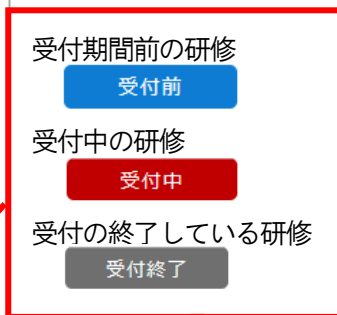 受付期間前の研修
受付前
受付中の研修
受付中
受付の終了している研修
受付終了